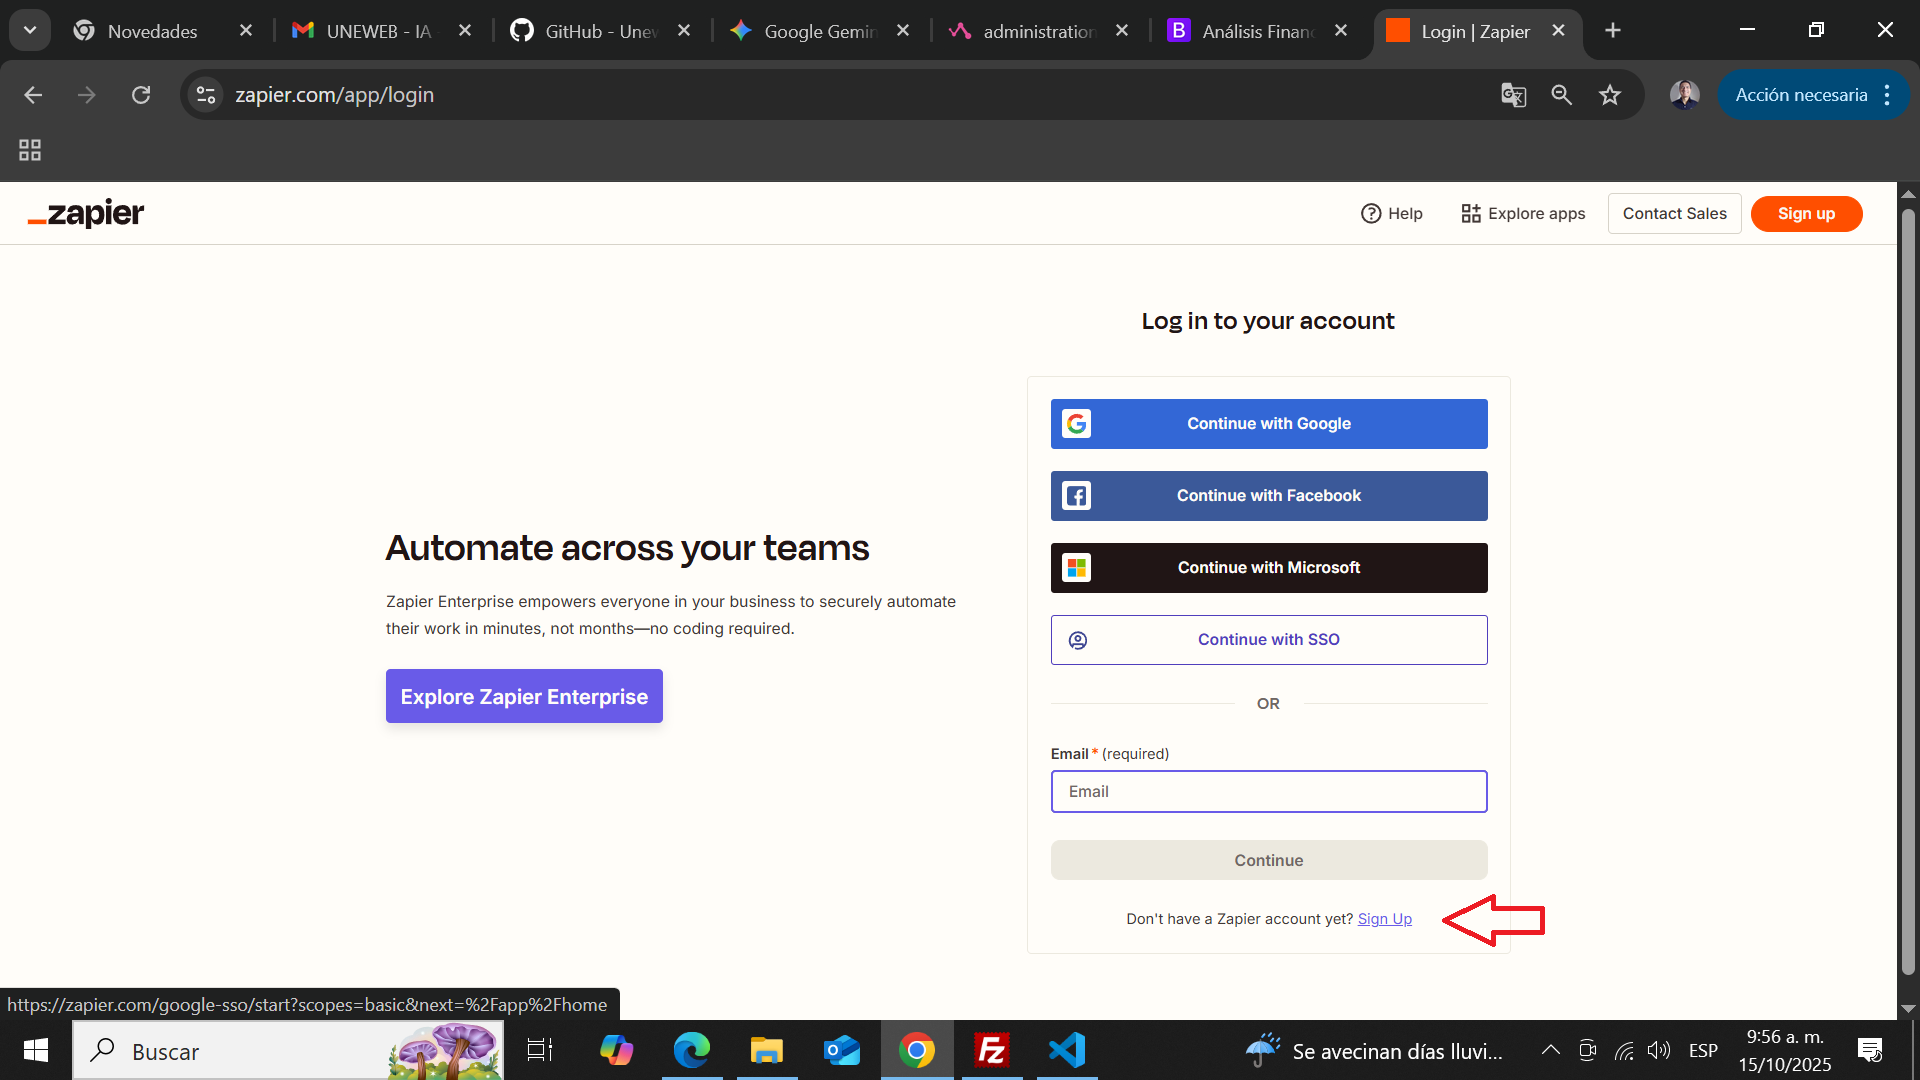 Novedades
UNEWEB - IA
GitHub - Unew
Google Gemin
administration
Análisis Financ
Login | Zapier
zapier.com/app/login
Acción necesaria
zapier
Help
Explore apps
Contact Sales
Sign up
Log in to your account
Continue with Google
Continue with Facebook
Continue with Microsoft
Continue with SSO
OR
Email * (required)
Email
Continue
Don't have a Zapier account yet? Sign Up
Automate across your teams
Zapier Enterprise empowers everyone in your business to securely automate
their work in minutes, not months—no coding required.
Explore Zapier Enterprise
https://zapier.com/google-sso/start?scopes=basic&next=%2Fapp%2Fhome
Buscar
Se avecinan días lluvi...
ESP
9:56 a. m.
15/10/2025